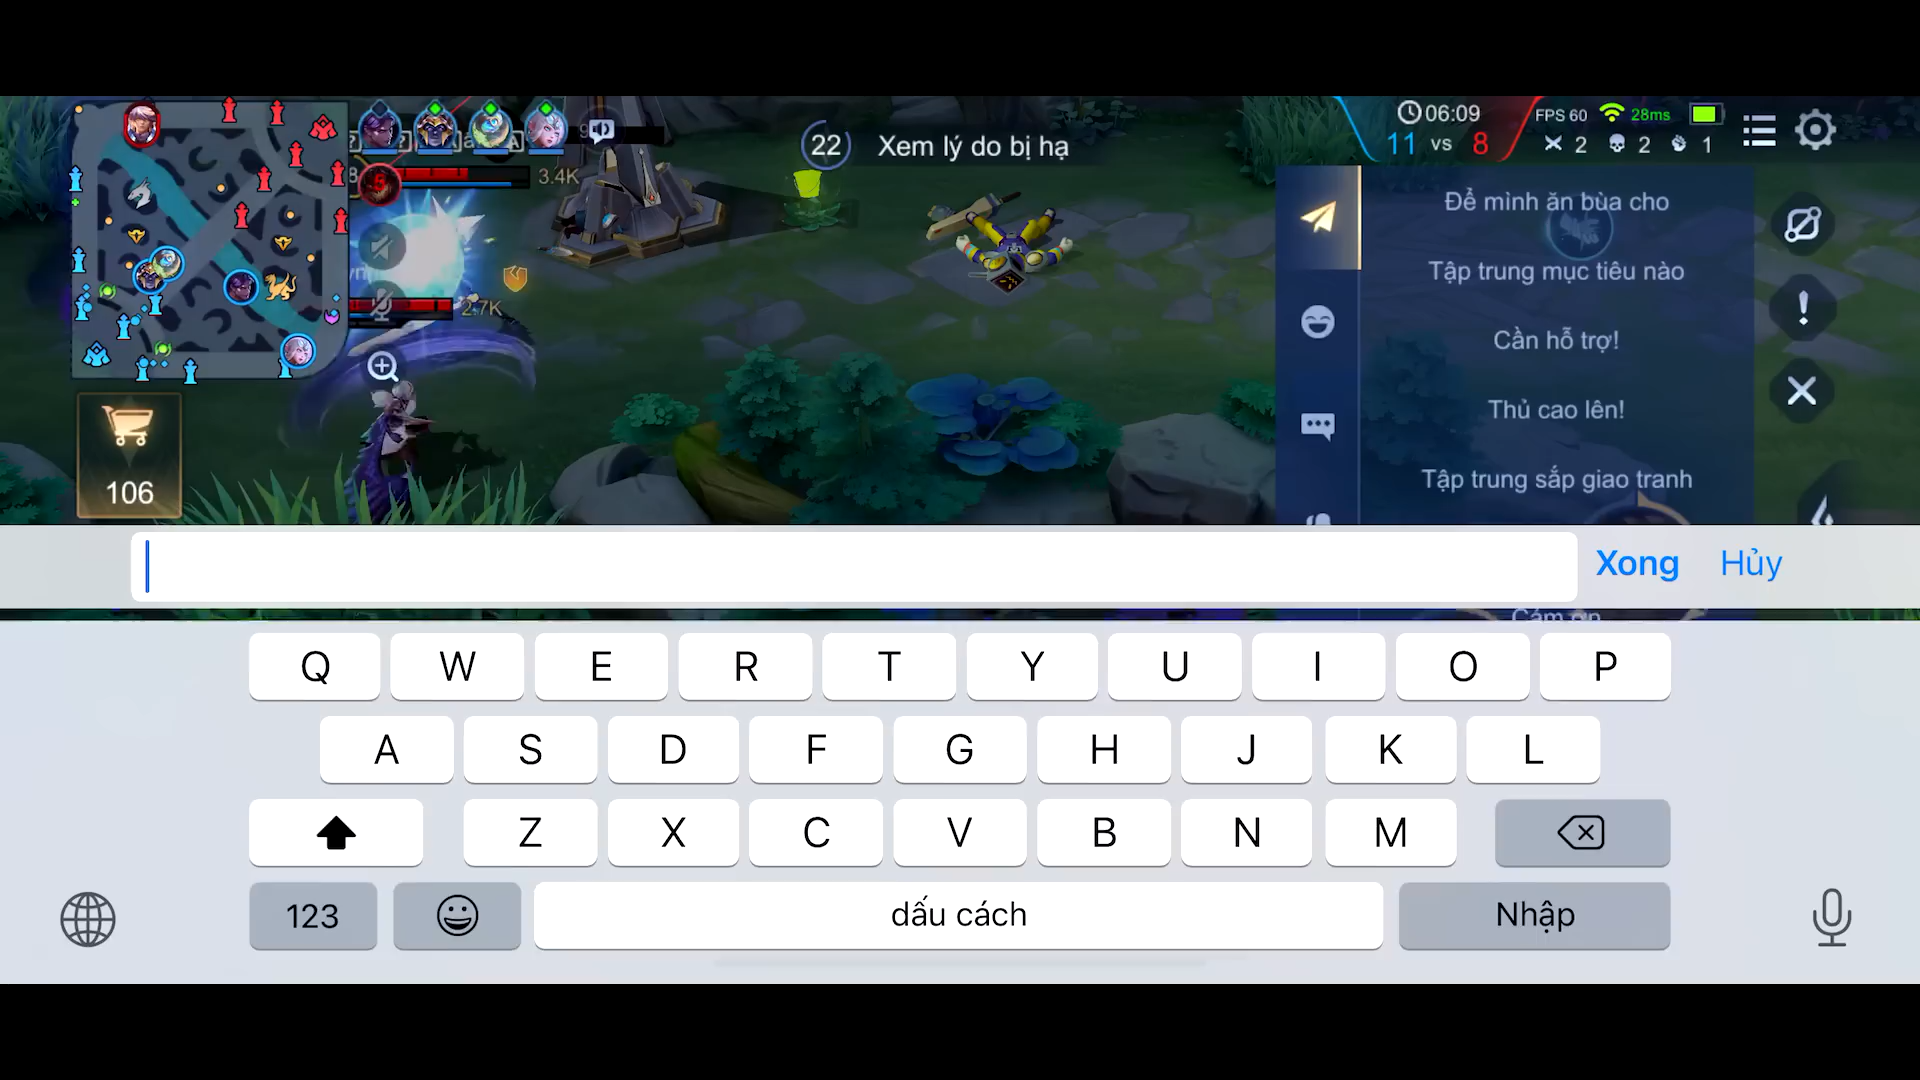 22 Xem lý do bị hạ
06:09
11 vs 8
FPS 60 28ms
2 2 1
3.4K
2.7K
106
Để mình ăn bùa cho
Tập trung mục tiêu nào
Cần hỗ trợ!
Thủ cao lên!
Tập trung sắp giao tranh
Xong Hủy
Cám ơn
Q W E R T Y U I O P
A S D F G H J K L
Z X C V B N M
123 dấu cách Nhập